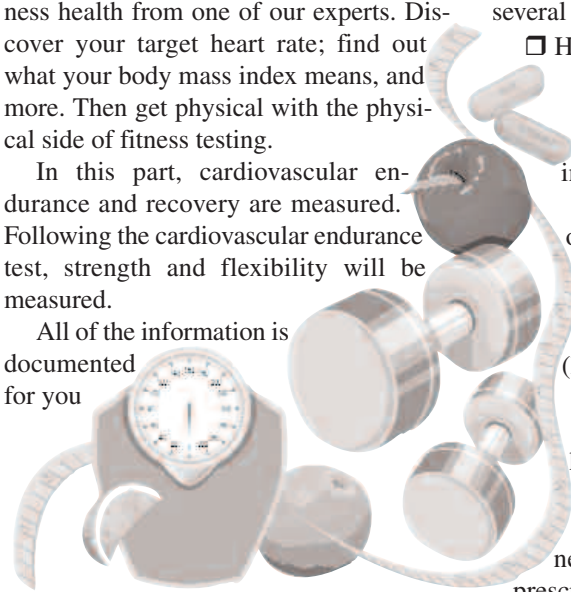 ness health from one of our experts. Dis-
cover your target heart rate; find out
what your body mass index means, and
more. Then get physical with the physi-
cal side of fitness testing.
In this part, cardiovascular en-
durance and recovery are measured.
Following the cardiovascular endurance
test, strength and flexibility will be
measured.
All of the information is
documented
for you
several
❒ H
in
(
ne